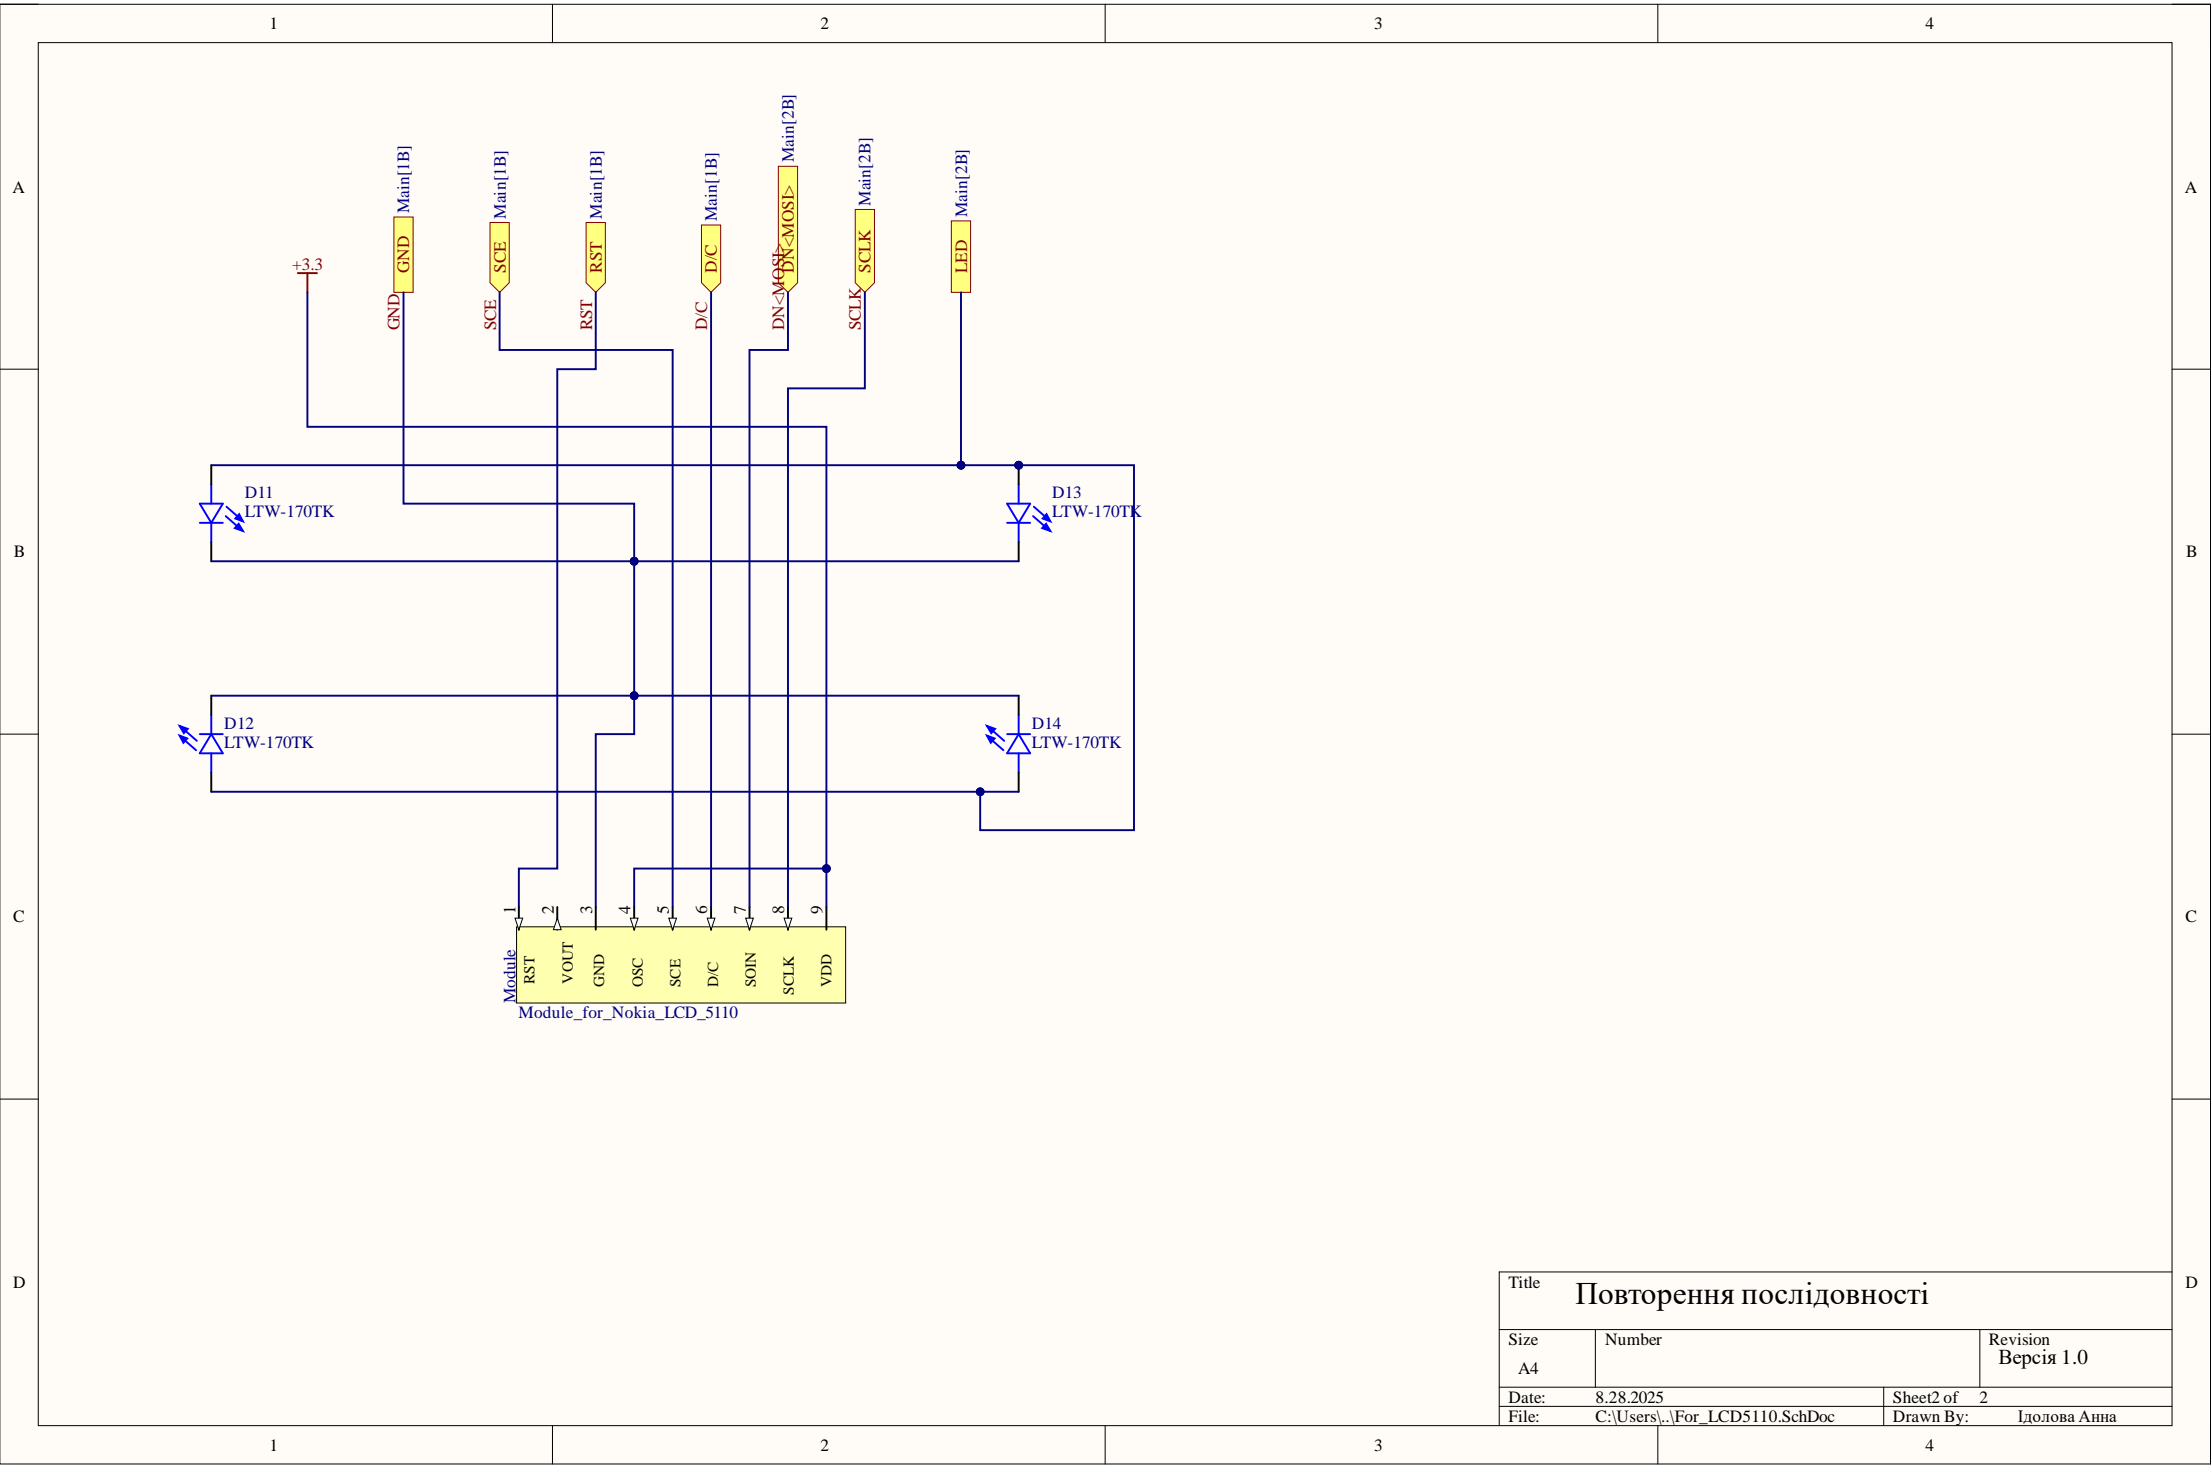 1 2 3 4
A A
B B
C C
D D
Main[1B] Main[1B] Main[1B] Main[1B] Main[2B] Main[2B] Main[2B]
GND SCE RST D/C DN<MOSI> SCLK LED
+3.3
GND SCE RST D/C DN<MOSI> SCLK
D11
LTW-170TK
D13
LTW-170TK
D12
LTW-170TK
D14
LTW-170TK
1 2 3 4 5 6 7 8 9
Module
RST VOUT GND OSC SCE D/C SOIN SCLK VDD
Module_for_Nokia_LCD_5110
Title Повторення послідовності
Size Number Revision
A4 Версія 1.0
Date: 8.28.2025 Sheet2 of 2
File: C:\Users\..\For_LCD5110.SchDoc Drawn By: Ідолова Анна
1 2 3 4